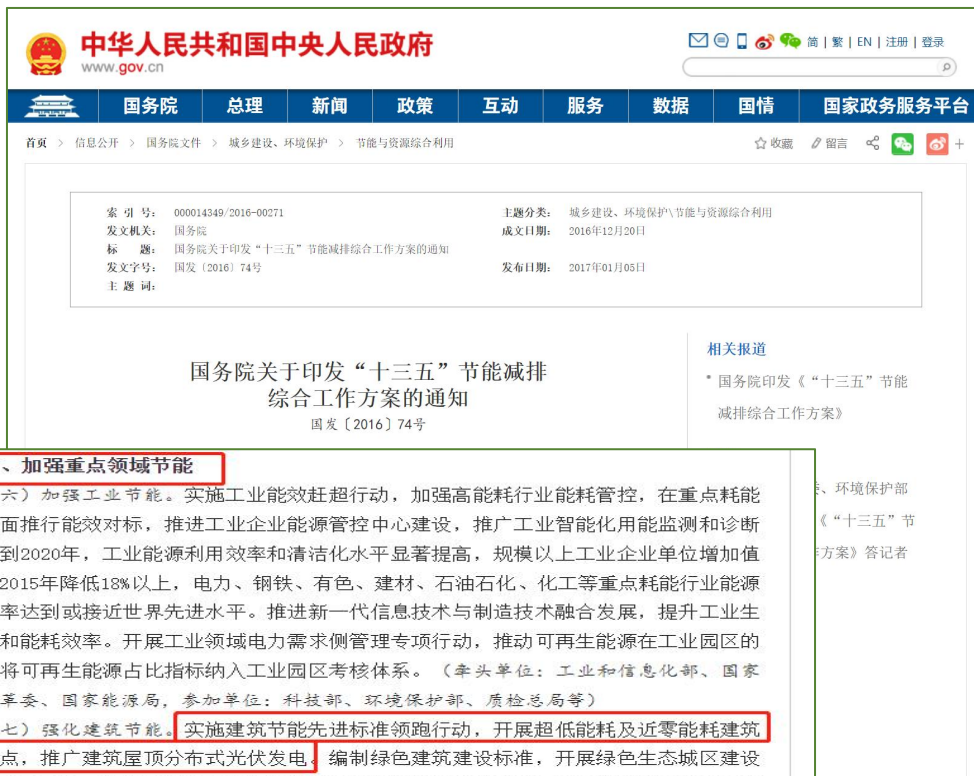 中华人民共和国中央人民政府
www.gov.cn
简 | 繁 | EN | 注册 | 登录
国务院 总理 新闻 政策 互动 服务 数据 国情 国家政务服务平台
首页 > 信息公开 > 国务院文件 > 城乡建设、环境保护 > 节能与资源综合利用
收藏 留言
索 引 号: 000014349/2016-00271 主题分类: 城乡建设、环境保护\节能与资源综合利用
发文机关: 国务院 成文日期: 2016年12月20日
标 题: 国务院关于印发“十三五”节能减排综合工作方案的通知
发文字号: 国发〔2016〕74号 发布日期: 2017年01月05日
主 题 词:
国务院关于印发“十三五”节能减排
综合工作方案的通知
国发〔2016〕74号
相关报道
国务院印发《“十三五”节能
减排综合工作方案》
、环境保护部
《“十三五”节
方案》答记者
、加强重点领域节能
六）加强工业节能。实施工业能效赶超行动，加强高能耗行业能耗管控，在重点耗能
面推行能效对标，推进工业企业能源管控中心建设，推广工业智能化用能监测和诊断
到2020年，工业能源利用效率和清洁化水平显著提高，规模以上工业企业单位增加值
2015年降低18%以上，电力、钢铁、有色、建材、石油石化、化工等重点耗能行业能源
率达到或接近世界先进水平。推进新一代信息技术与制造技术融合发展，提升工业生
和能耗效率。开展工业领域电力需求侧管理专项行动，推动可再生能源在工业园区的
将可再生能源占比指标纳入工业园区考核体系。（牵头单位：工业和信息化部、国家
革委、国家能源局，参加单位：科技部、环境保护部、质检总局等）
七）强化建筑节能。实施建筑节能先进标准领跑行动，开展超低能耗及近零能耗建筑
点，推广建筑屋顶分布式光伏发电。编制绿色建筑建设标准，开展绿色生态城区建设